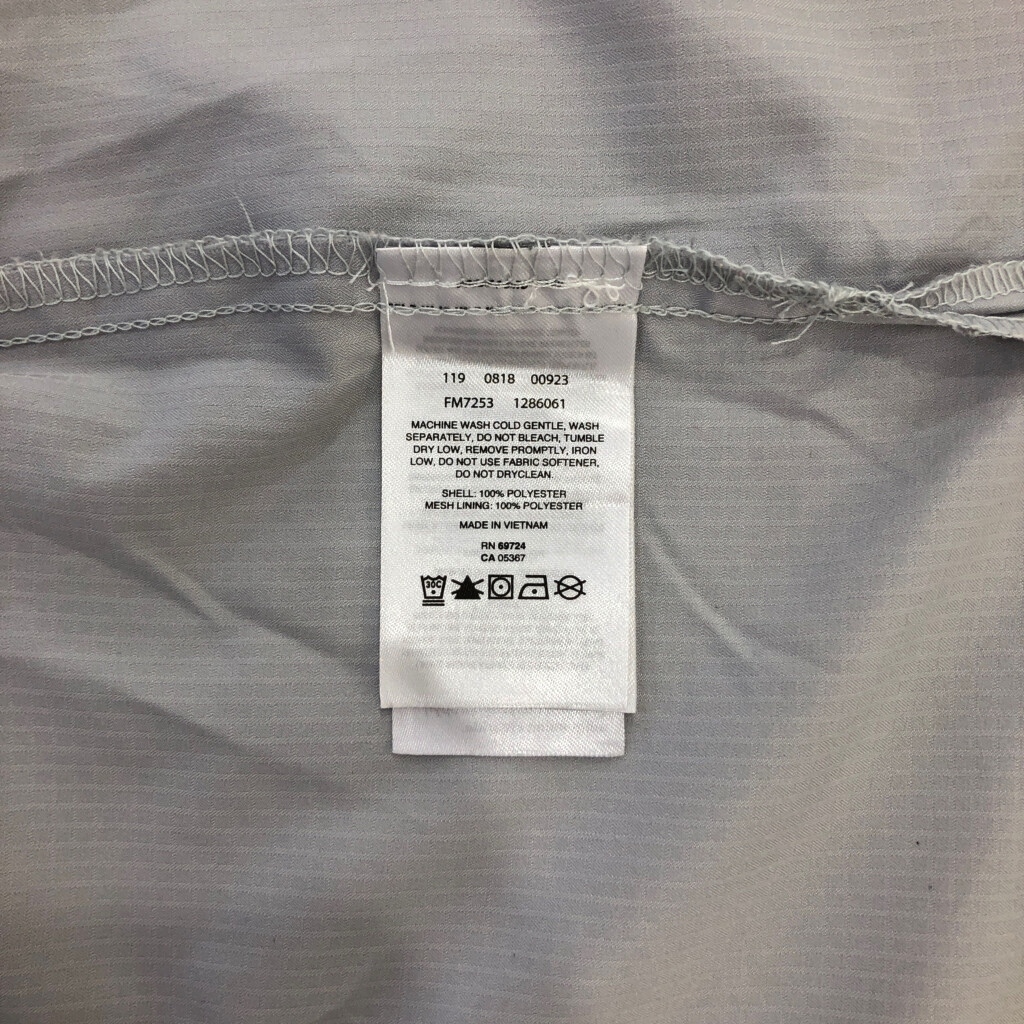 119 0818 00923
FM7253 1286061
MACHINE WASH COLD GENTLE, WASH
SEPARATELY, DO NOT BLEACH, TUMBLE
DRY LOW, REMOVE PROMPTLY, IRON
LOW, DO NOT USE FABRIC SOFTENER,
DO NOT DRYCLEAN.
SHELL: 100% POLYESTER
MESH LINING: 100% POLYESTER
MADE IN VIETNAM
RN 69724
CA 05367
30C